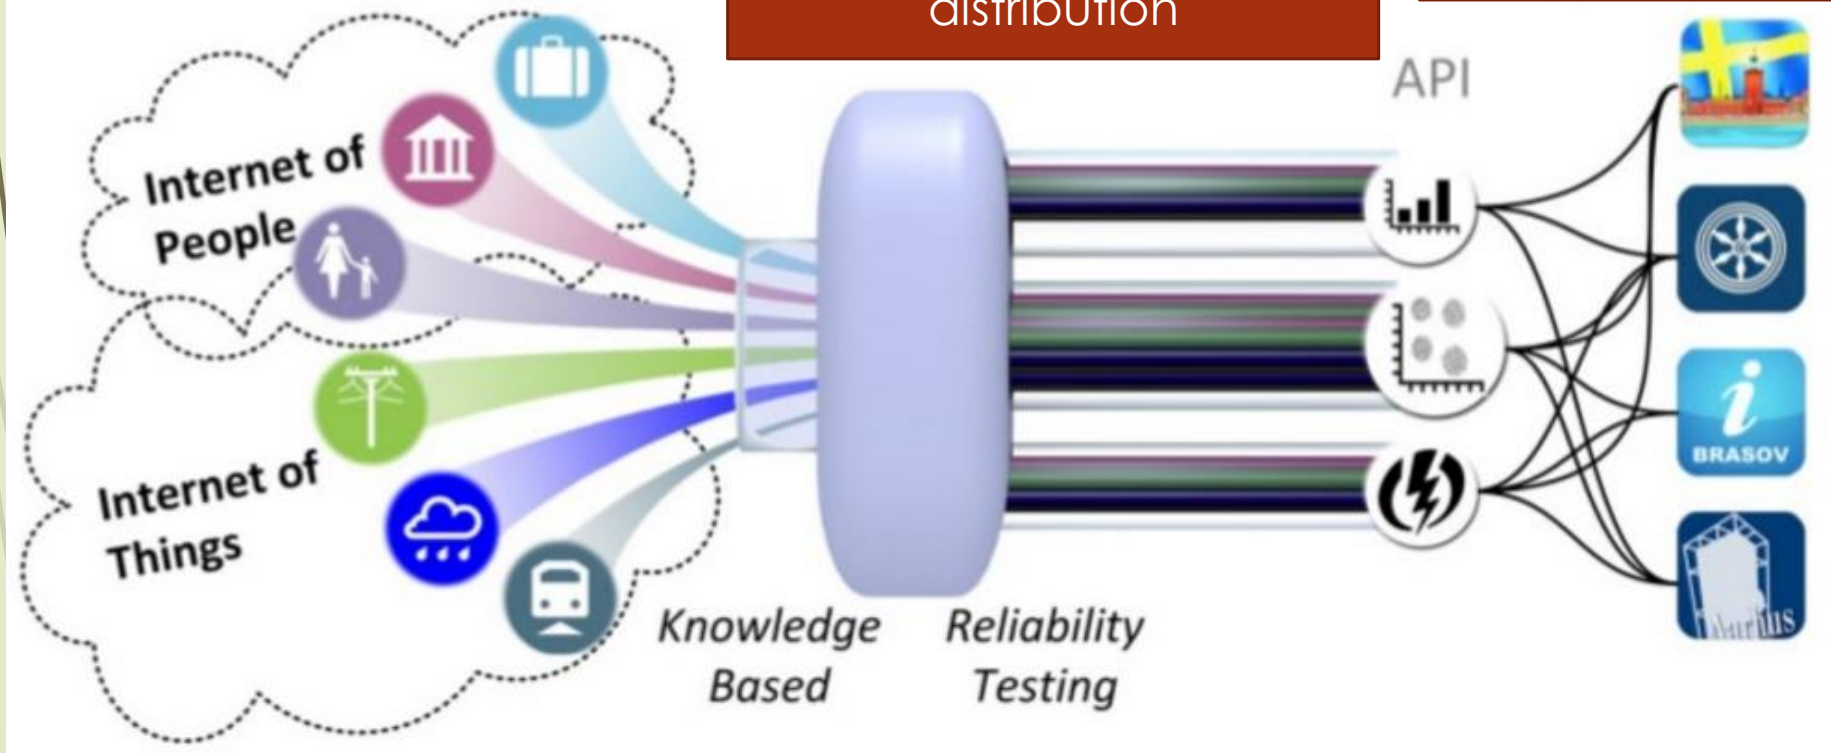 distribution
API
Internet of
People
Internet of
Things
BRASOV
Knowledge
Based
Reliability
Testing